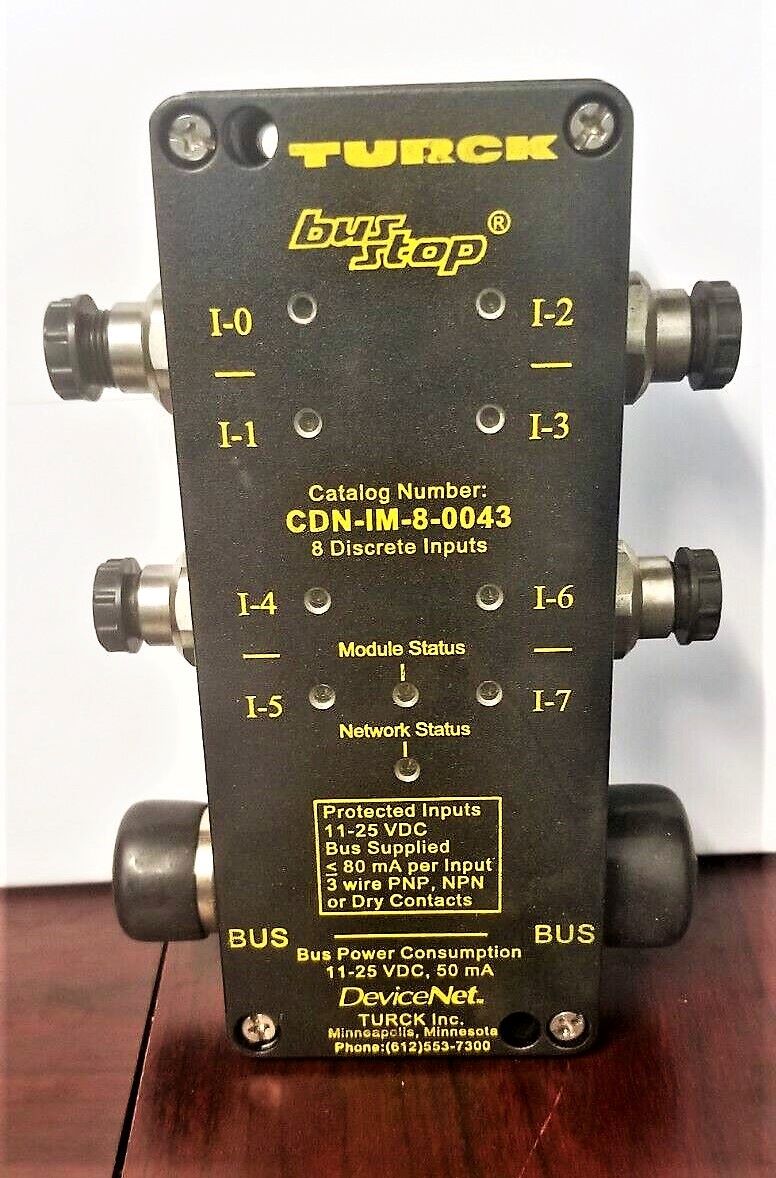 TURCK
bus stop®
I-0
I-2
I-1
I-3
Catalog Number:
CDN-IM-8-0043
8 Discrete Inputs
I-4
I-6
Module Status
I-5
I-7
Network Status
Protected Inputs
11-25 VDC
Bus Supplied
≤ 80 mA per Input
3 wire PNP, NPN
or Dry Contacts
BUS
BUS
Bus Power Consumption
11-25 VDC, 50 mA
DeviceNet™
TURCK Inc.
Minneapolis, Minnesota
Phone:(612)553-7300